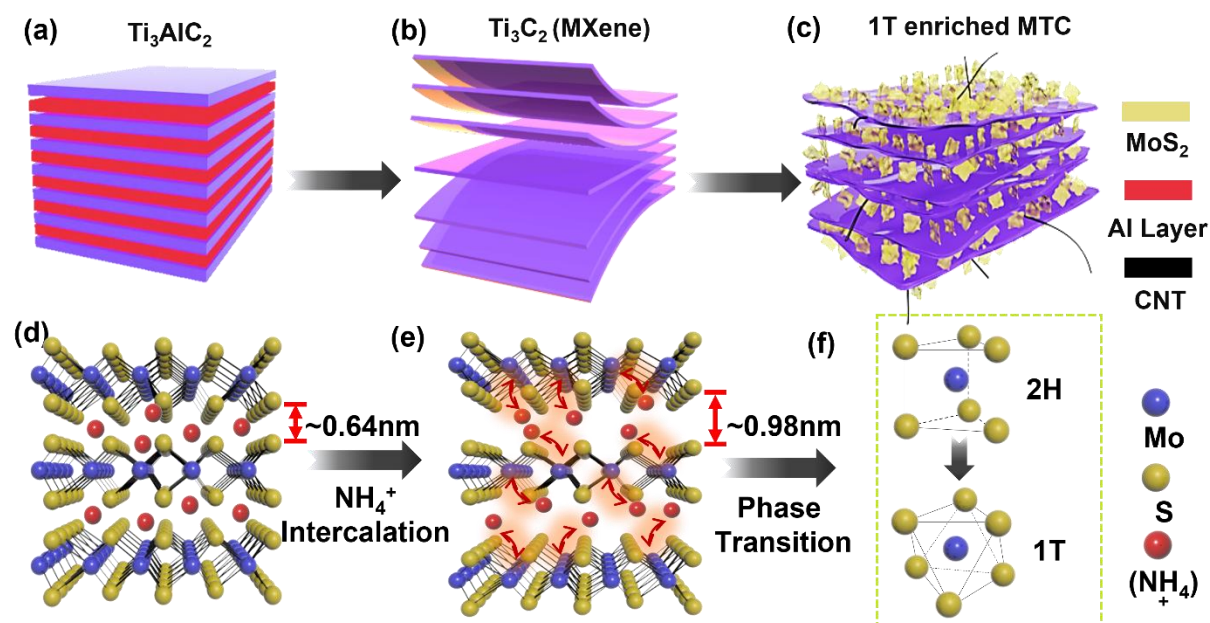 (a)
Ti₃AlC₂
(b)
Ti₃C₂ (MXene)
(c)
1T enriched MTC
MoS₂
Al Layer
CNT
(d)
~0.64nm
NH₄⁺
Intercalation
(e)
~0.98nm
Phase
Transition
(f)
2H
1T
Mo
S
(NH₄)
+